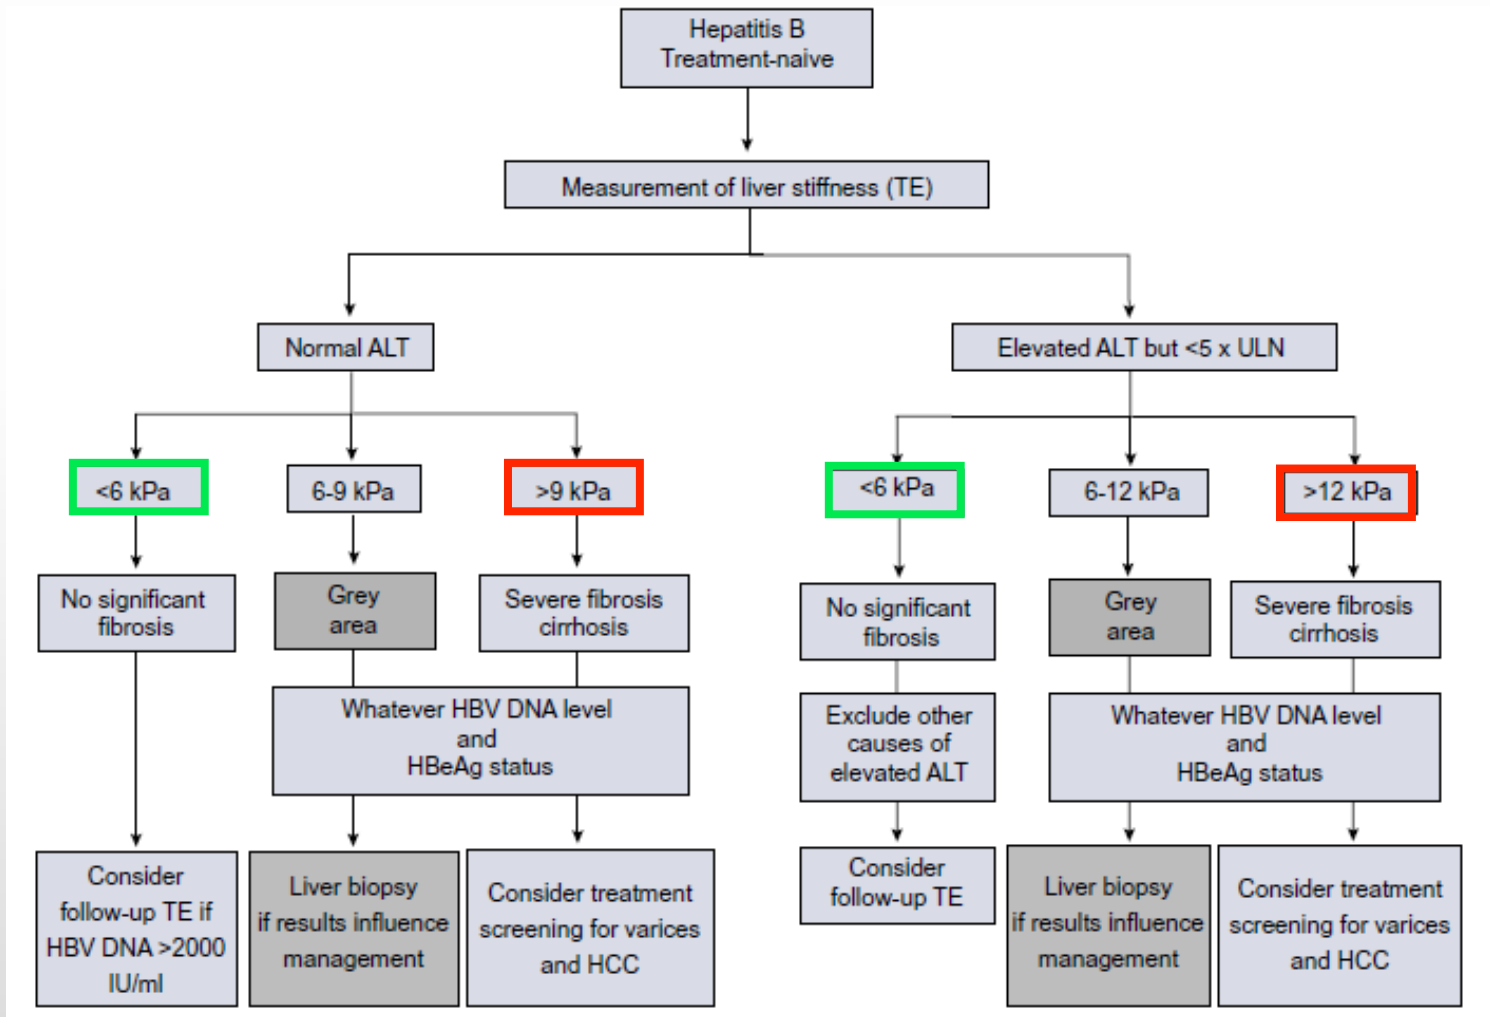 Hepatitis B
Treatment-naive
Measurement of liver stiffness (TE)
Normal ALT
Elevated ALT but <5 x ULN
<6 kPa
6-9 kPa
>9 kPa
<6 kPa
6-12 kPa
>12 kPa
No significant
fibrosis
Grey
area
Severe fibrosis
cirrhosis
No significant
fibrosis
Grey
area
Severe fibrosis
cirrhosis
Whatever HBV DNA level
and
HBeAg status
Exclude other
causes of
elevated ALT
Whatever HBV DNA level
and
HBeAg status
Consider
follow-up TE if
HBV DNA >2000
IU/ml
Liver biopsy
if results influence
management
Consider treatment
screening for varices
and HCC
Consider
follow-up TE
Liver biopsy
if results influence
management
Consider treatment
screening for varices
and HCC